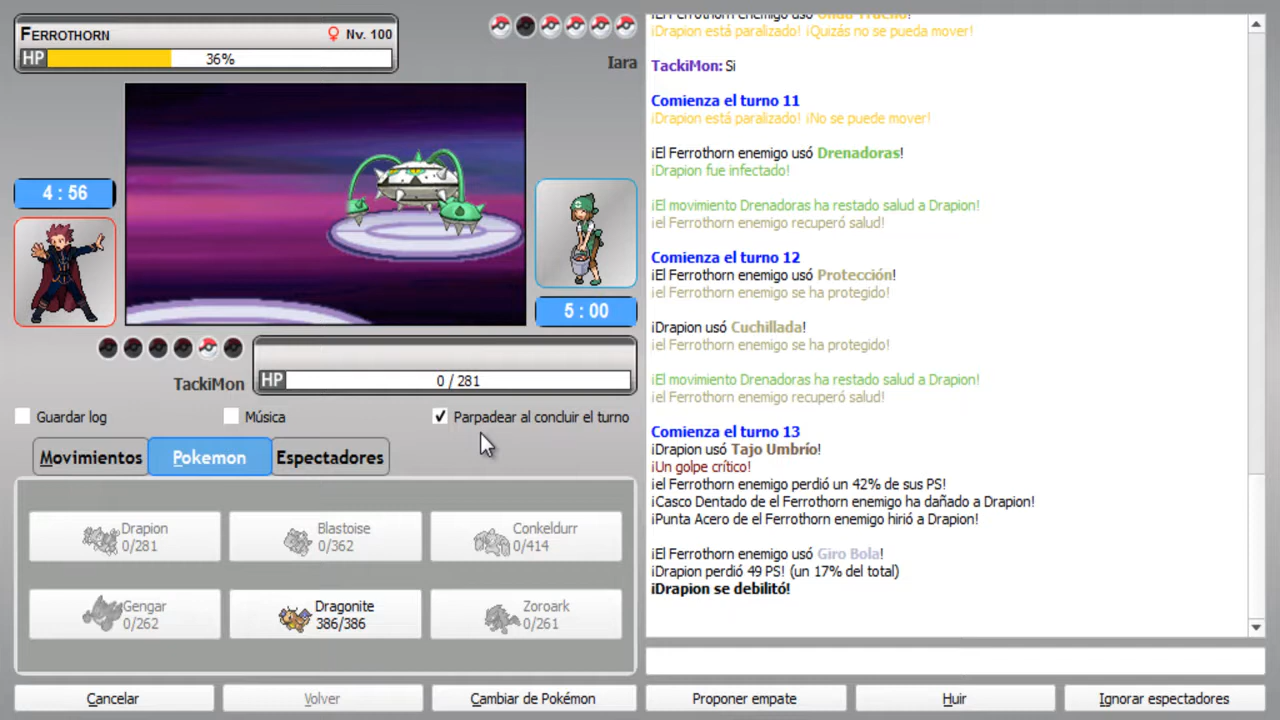 FERROTHORN ♀ Nv. 100
HP 36%
Iara
4 : 56
5 : 00
TackiMon
HP 0 / 281
Guardar log
Música
Parpadear al concluir el turno
Movimientos
Pokemon
Espectadores
Drapion
0/281
Blastoise
0/362
Conkeldurr
0/414
Gengar
0/262
Dragonite
386/386
Zoroark
0/261
Cancelar
Volver
Cambiar de Pokémon
¡El Ferrothorn enemigo usó Onda Trueno!
¡Drapion está paralizado! ¡Quizás no se pueda mover!
TackiMon: Si
Comienza el turno 11
¡Drapion está paralizado! ¡No se puede mover!
¡El Ferrothorn enemigo usó Drenadoras!
¡Drapion fue infectado!
¡El movimiento Drenadoras ha restado salud a Drapion!
¡el Ferrothorn enemigo recuperó salud!
Comienza el turno 12
¡El Ferrothorn enemigo usó Protección!
¡el Ferrothorn enemigo se ha protegido!
¡Drapion usó Cuchillada!
¡el Ferrothorn enemigo se ha protegido!
¡El movimiento Drenadoras ha restado salud a Drapion!
¡el Ferrothorn enemigo recuperó salud!
Comienza el turno 13
¡Drapion usó Tajo Umbrío!
¡Un golpe crítico!
¡el Ferrothorn enemigo perdió un 42% de sus PS!
¡Casco Dentado de el Ferrothorn enemigo ha dañado a Drapion!
¡Punta Acero de el Ferrothorn enemigo hirió a Drapion!
¡El Ferrothorn enemigo usó Giro Bola!
¡Drapion perdió 49 PS! (un 17% del total)
¡Drapion se debilitó!
Proponer empate
Huir
Ignorar espectadores